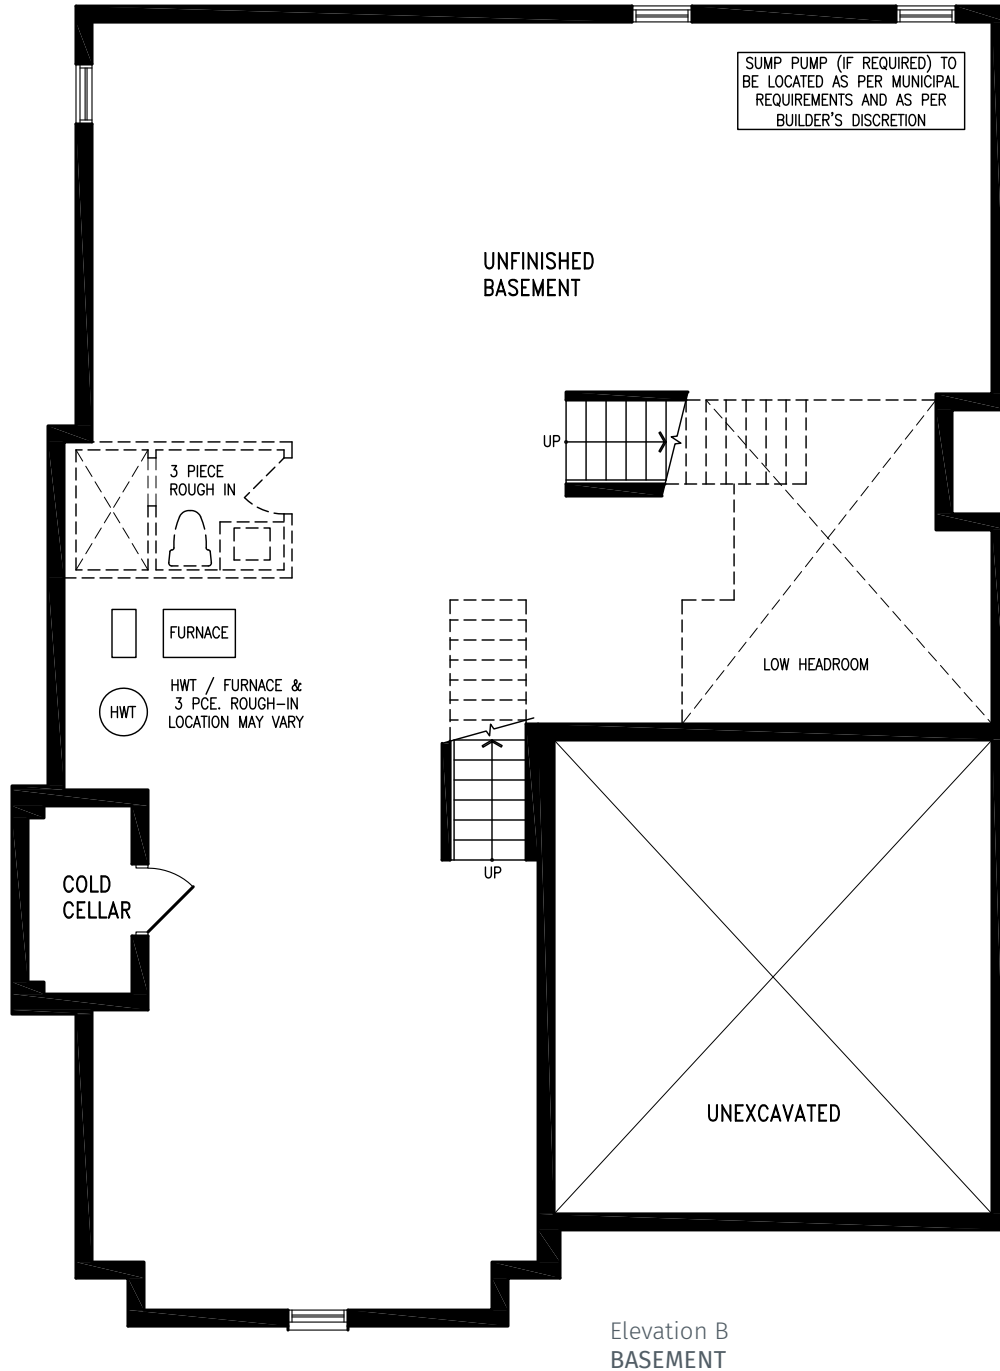 SUMP PUMP (IF REQUIRED) TO
BE LOCATED AS PER MUNICIPAL
REQUIREMENTS AND AS PER
BUILDER'S DISCRETION
UNFINISHED
BASEMENT
UP
3 PIECE
ROUGH IN
FURNACE
HWT
HWT / FURNACE &
3 PCE. ROUGH-IN
LOCATION MAY VARY
LOW HEADROOM
UP
COLD
CELLAR
UNEXCAVATED
Elevation B
BASEMENT